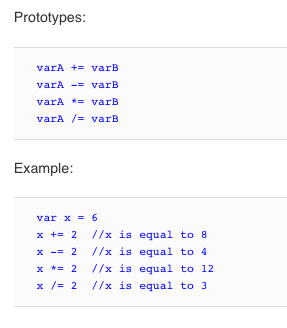 Prototypes:
varA += varB
varA -= varB
varA *= varB
varA /= varB
Example:
var x = 6
x += 2  //x is equal to 8
x -= 2  //x is equal to 4
x *= 2  //x is equal to 12
x /= 2  //x is equal to 3